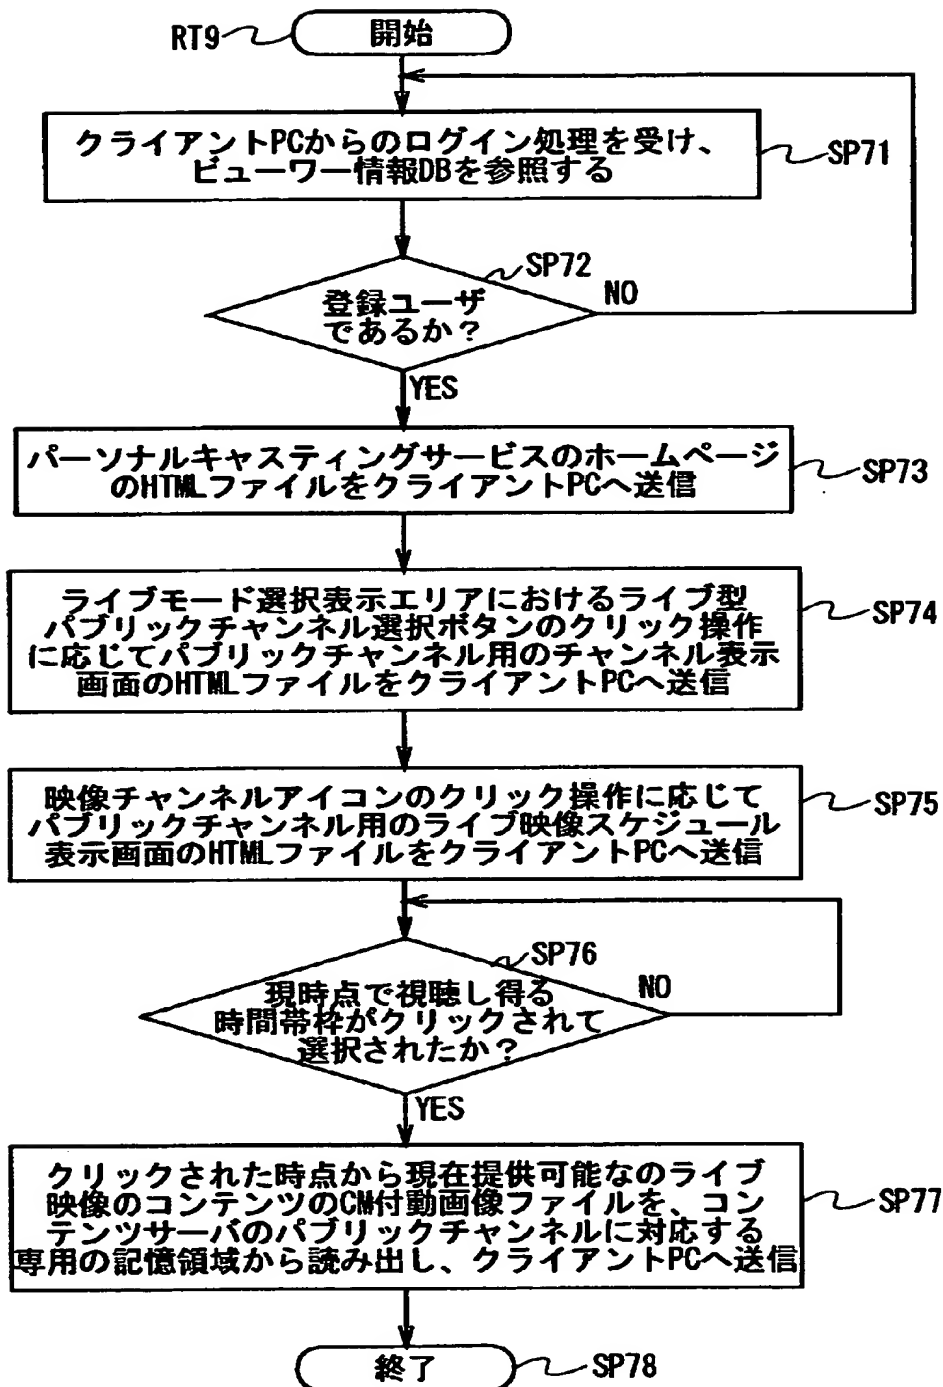 RT9
開始
クライアントPCからのログイン処理を受け、
ビューワー情報DBを参照する
SP71
SP72
登録ユーザ
であるか？
NO
YES
パーソナルキャスティングサービスのホームページ
のHTMLファイルをクライアントPCへ送信
SP73
ライブモード選択表示エリアにおけるライブ型
パブリックチャンネル選択ボタンのクリック操作
に応じてパブリックチャンネル用のチャンネル表示
画面のHTMLファイルをクライアントPCへ送信
SP74
映像チャンネルアイコンのクリック操作に応じて
パブリックチャンネル用のライブ映像スケジュール
表示画面のHTMLファイルをクライアントPCへ送信
SP75
SP76
現時点で視聴し得る
時間帯枠がクリックされて
選択されたか？
NO
YES
クリックされた時点から現在提供可能なのライブ
映像のコンテンツのCM付動画像ファイルを、コン
テンツサーバのパブリックチャンネルに対応する
専用の記憶領域から読み出し、クライアントPCへ送信
SP77
終了
SP78